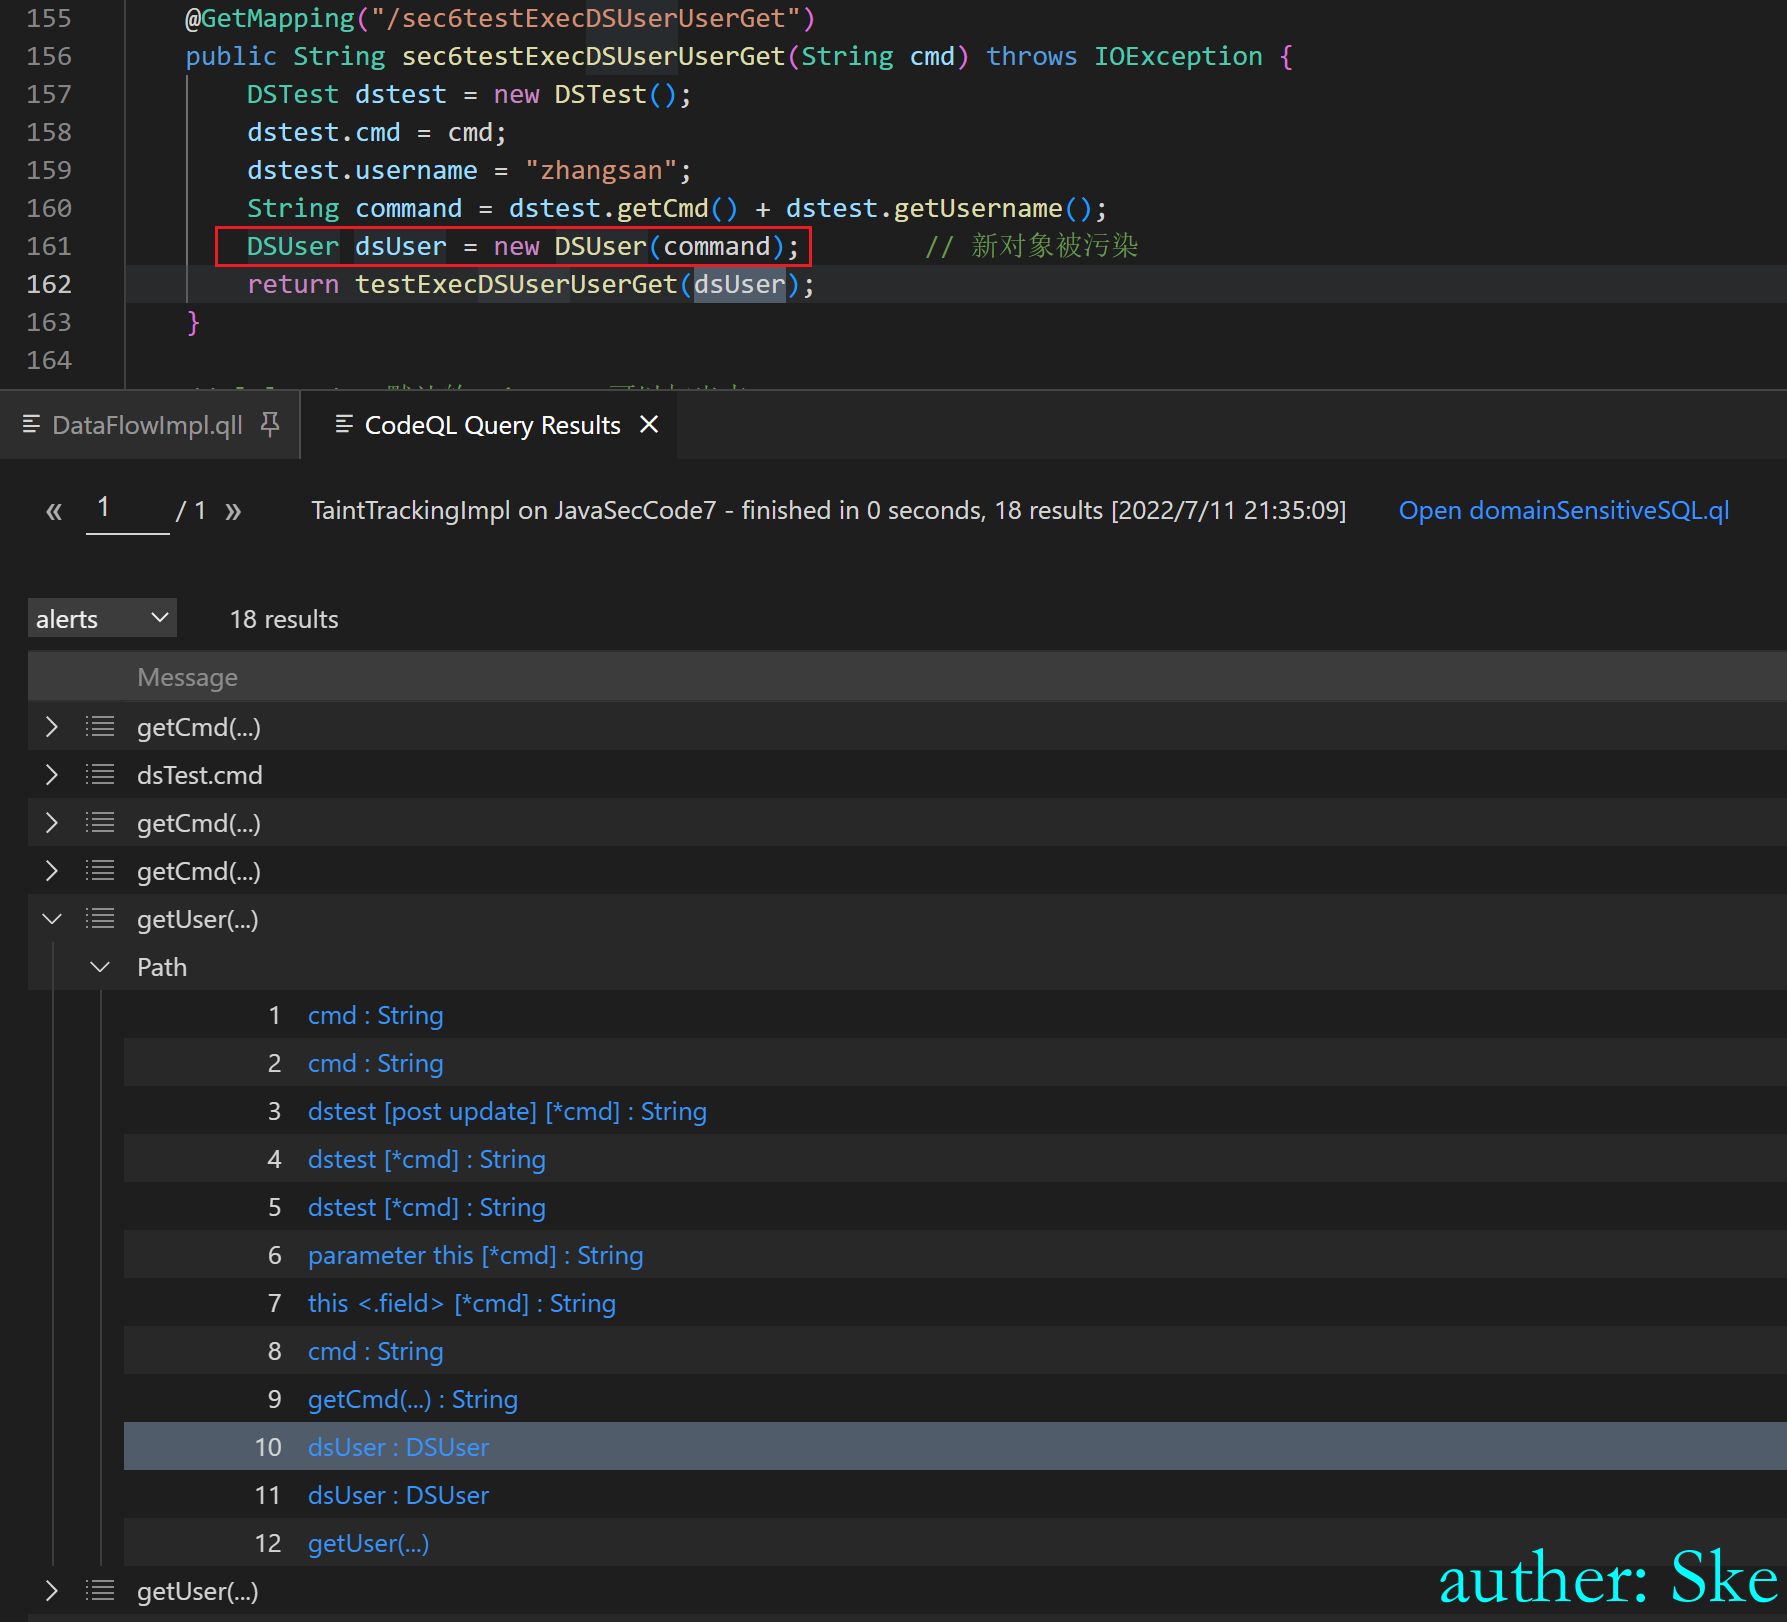 155 @GetMapping("/sec6testExecDSUserUserGet")
156 public String sec6testExecDSUserUserGet(String cmd) throws IOException {
157 DSTest dstest = new DSTest();
158 dstest.cmd = cmd;
159 dstest.username = "zhangsan";
160 String command = dstest.getCmd() + dstest.getUsername();
161 DSUser dsUser = new DSUser(command); // 新对象被污染
162 return testExecDSUserUserGet(dsUser);
163 }
164
DataFlowImpl.qll CodeQL Query Results
« 1 / 1 » TaintTrackingImpl on JavaSecCode7 - finished in 0 seconds, 18 results [2022/7/11 21:35:09] Open domainSensitiveSQL.ql
alerts 18 results
Message
getCmd(...)
dsTest.cmd
getCmd(...)
getCmd(...)
getUser(...)
Path
1 cmd : String
2 cmd : String
3 dstest [post update] [*cmd] : String
4 dstest [*cmd] : String
5 dstest [*cmd] : String
6 parameter this [*cmd] : String
7 this <.field> [*cmd] : String
8 cmd : String
9 getCmd(...) : String
10 dsUser : DSUser
11 dsUser : DSUser
12 getUser(...)
getUser(...)
auther: Ske